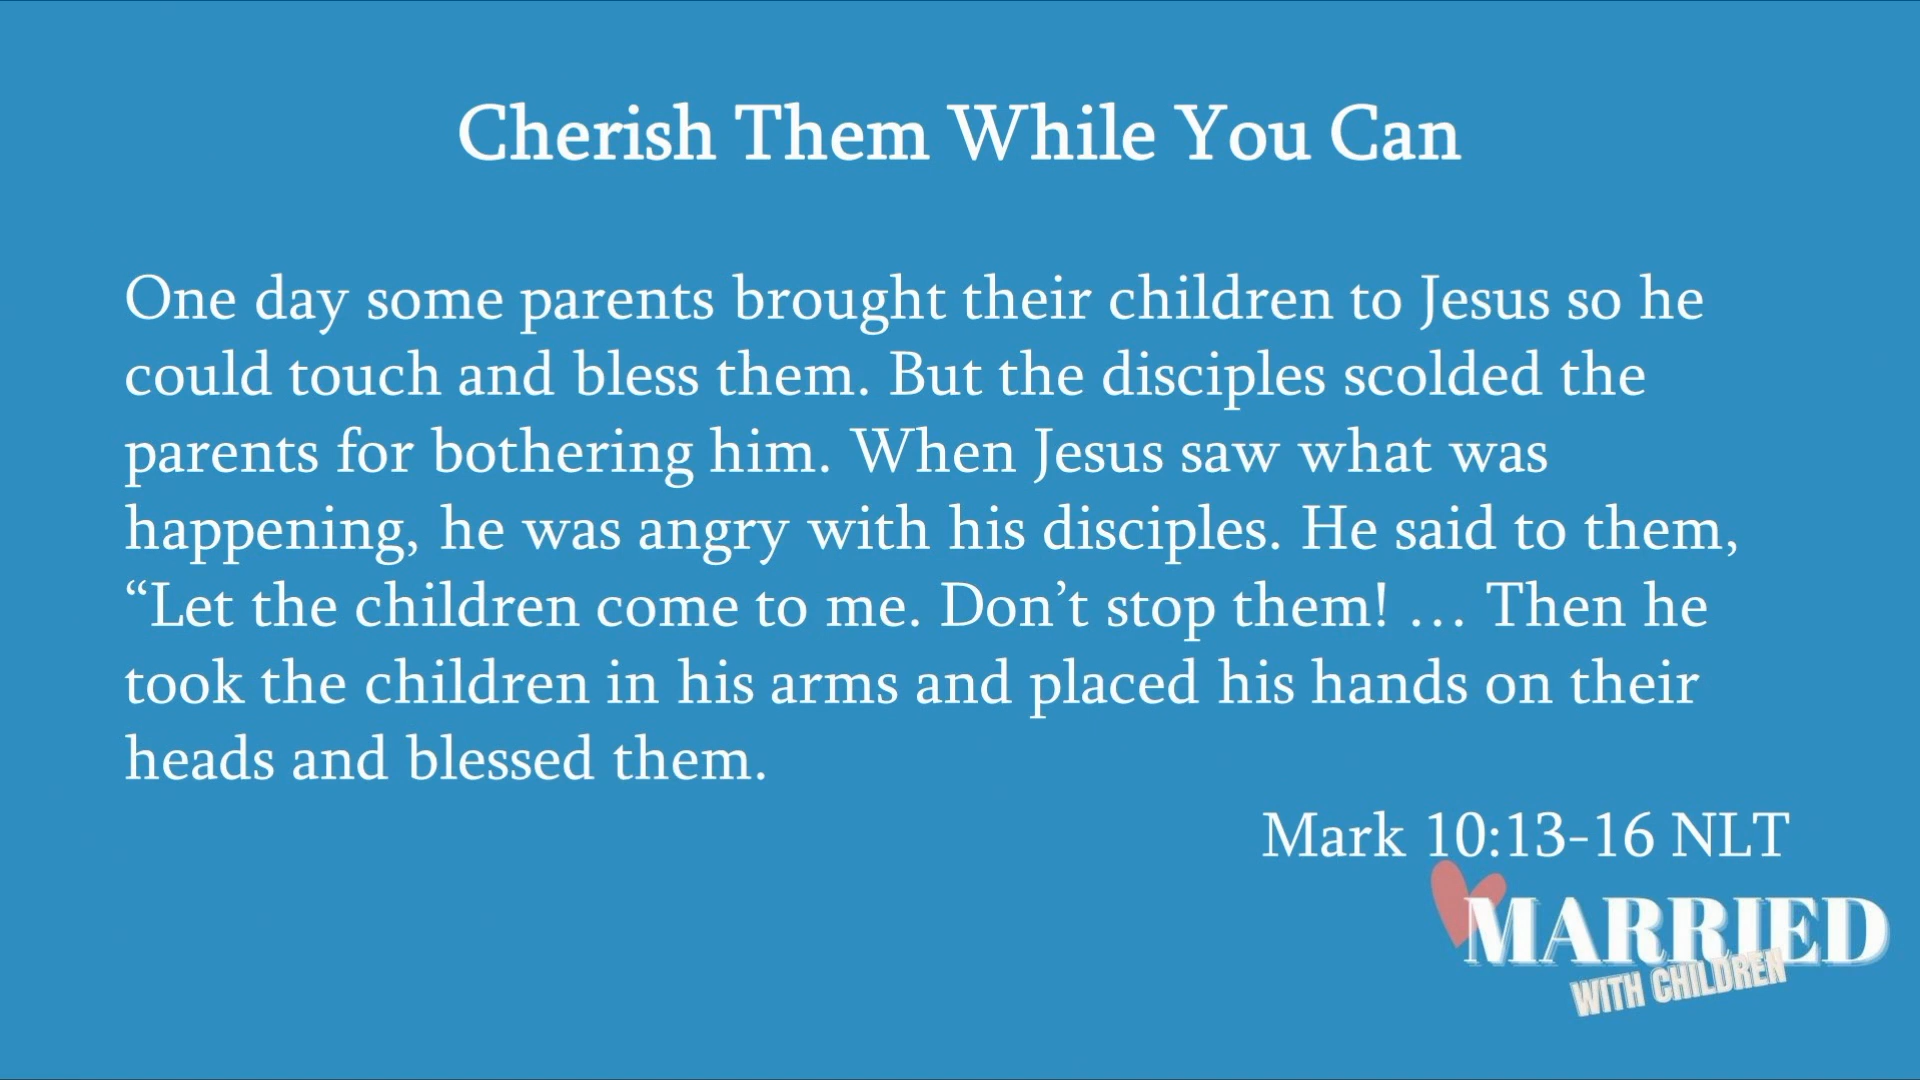 Cherish Them While You Can
One day some parents brought their children to Jesus so he
could touch and bless them. But the disciples scolded the
parents for bothering him. When Jesus saw what was
happening, he was angry with his disciples. He said to them,
“Let the children come to me. Don’t stop them! … Then he
took the children in his arms and placed his hands on their
heads and blessed them.
Mark 10:13-16 NLT
MARRIED
WITH CHILDREN